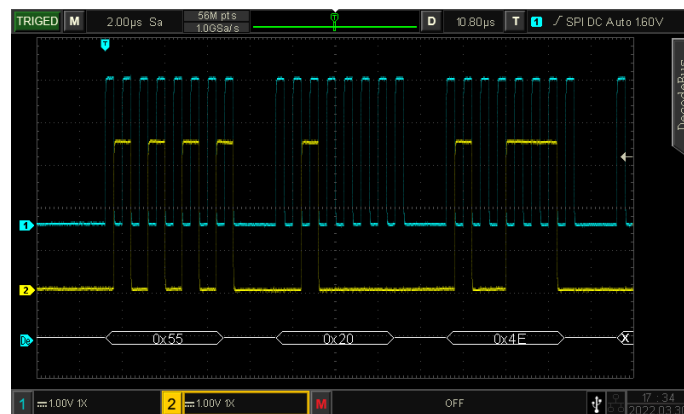 TRIGED M 2.00μs Sa 56M pts D 10.80μs T 1 SPI DC Auto 1.60V
1.0GSa/s
T
DecodeBus
1
2
0x55 0x20 0x4E X
1 1.00V 1X 2 1.00V 1X M OFF 17:34
2022.03.30